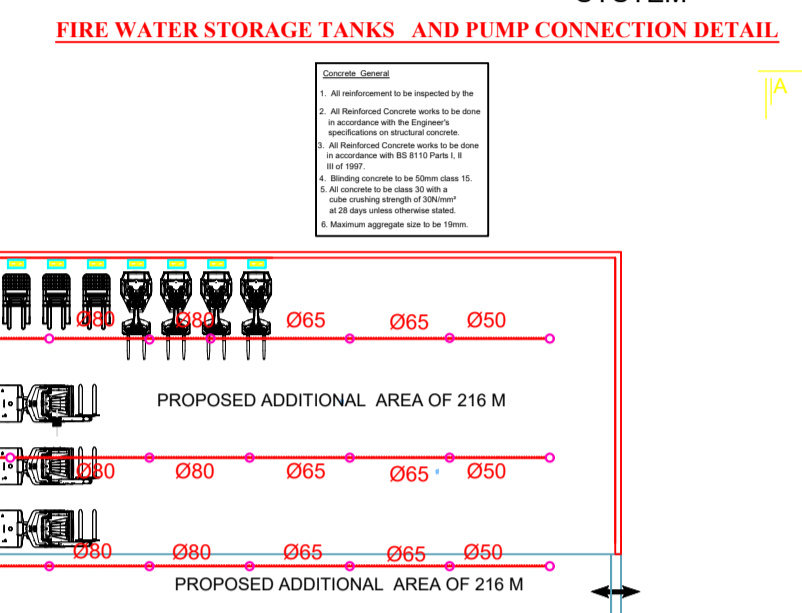 FIRE WATER STORAGE TANKS AND PUMP CONNECTION DETAIL
A
Concrete General
1. All reinforcement to be inspected by the
2. All Reinforced Concrete works to be done
in accordance with the Engineer's
specifications on structural concrete.
3. All Reinforced Concrete works to be done
in accordance with BS 8110 Parts I, II
III of 1997.
4. Blinding concrete to be 50mm class 15.
5. All concrete to be class 30 with a
cube crushing strength of 30N/mm²
at 28 days unless otherwise stated.
6. Maximum aggregate size to be 19mm.
Ø80 Ø80 Ø65 Ø65 Ø50
PROPOSED ADDITIONAL AREA OF 216 M
Ø80 Ø80 Ø65 Ø65 Ø50
Ø80 Ø80 Ø65 Ø65 Ø50
PROPOSED ADDITIONAL AREA OF 216 M